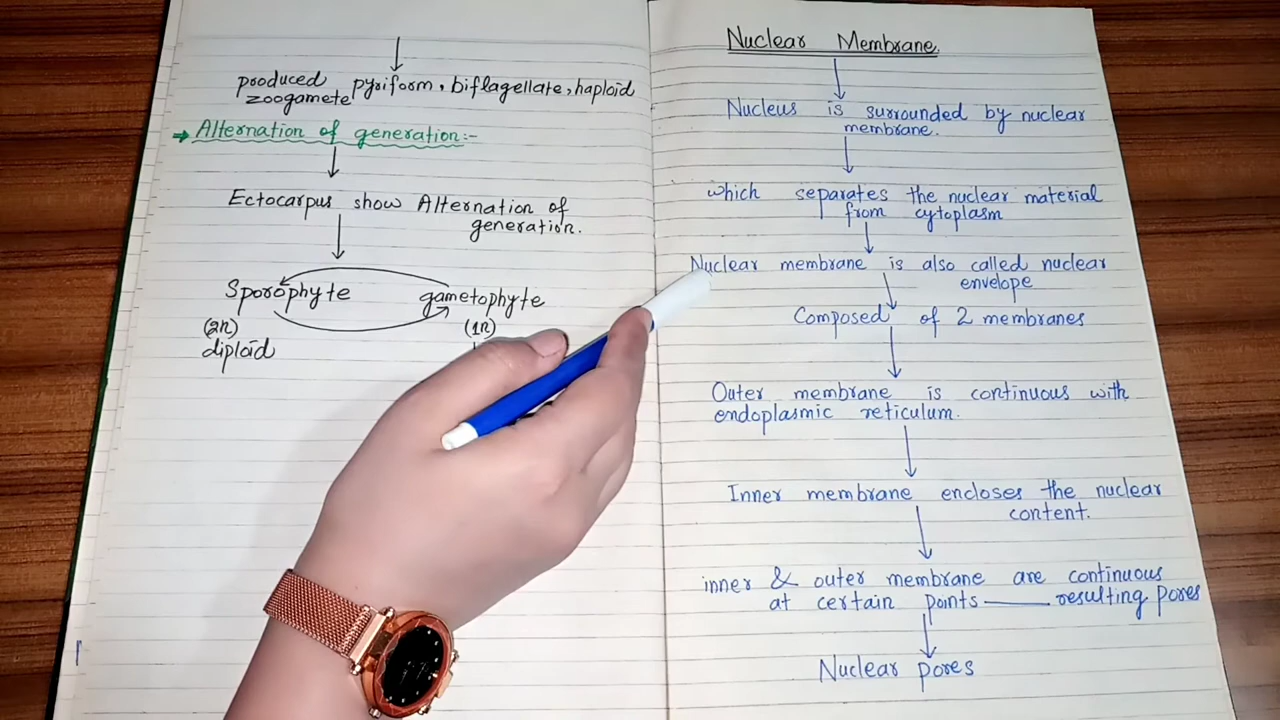 produced pyriform, biflagellate, haploid
zoogamete
→ Alternation of generation:-
Ectocarpus show Alternation of
generation.
Sporophyte gametophyte
(2n) (1n)
diploid
Nuclear Membrane.
Nucleus is surrounded by nuclear
membrane.
which separates the nuclear material
from cytoplasm
Nuclear membrane is also called nuclear
envelope
Composed of 2 membranes
Outer membrane is continuous with
endoplasmic reticulum.
Inner membrane encloses the nuclear
content.
inner & outer membrane are continuous
at certain points — resulting pores
Nuclear pores